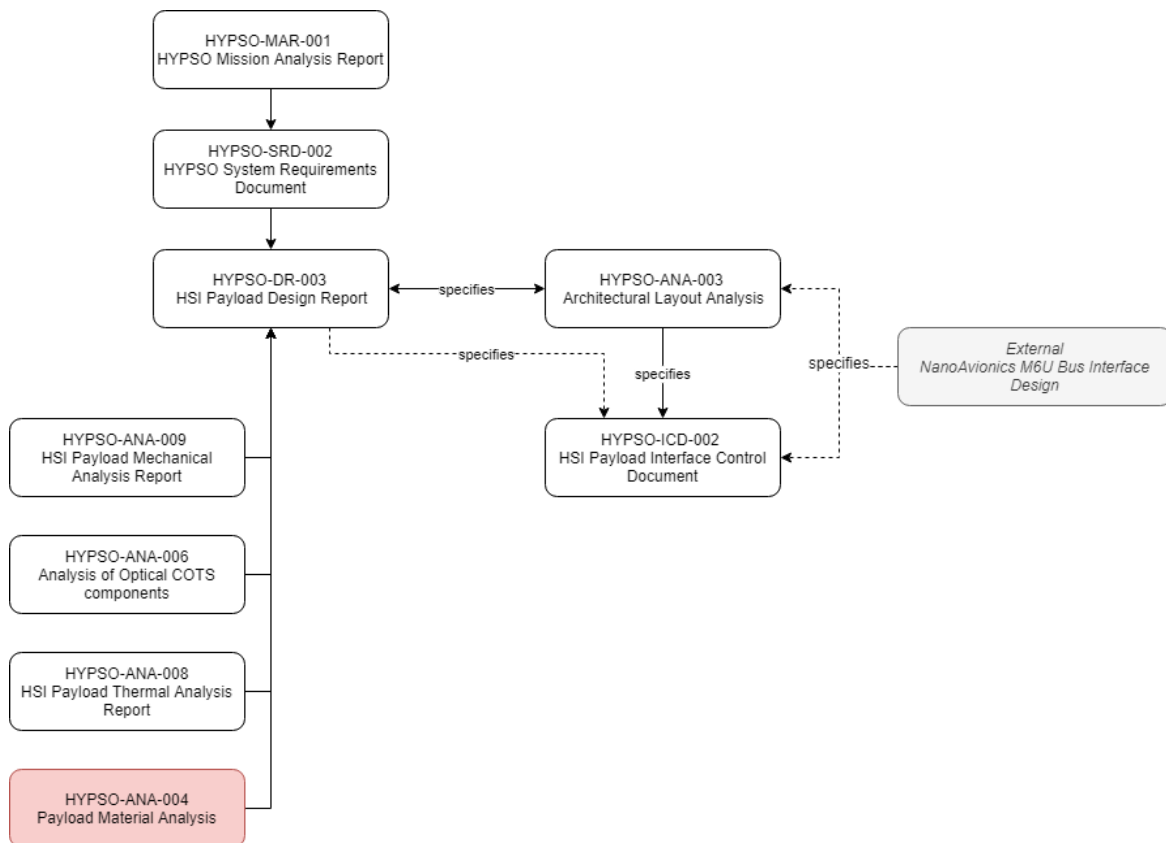 HYPSO-MAR-001
HYPSO Mission Analysis Report
HYPSO-SRD-002
HYPSO System Requirements
Document
HYPSO-DR-003
HSI Payload Design Report
specifies
HYPSO-ANA-003
Architectural Layout Analysis
specifies
specifies
specifies
External
NanoAvionics M6U Bus Interface
Design
HYPSO-ICD-002
HSI Payload Interface Control
Document
HYPSO-ANA-009
HSI Payload Mechanical
Analysis Report
HYPSO-ANA-006
Analysis of Optical COTS
components
HYPSO-ANA-008
HSI Payload Thermal Analysis
Report
HYPSO-ANA-004
Payload Material Analysis